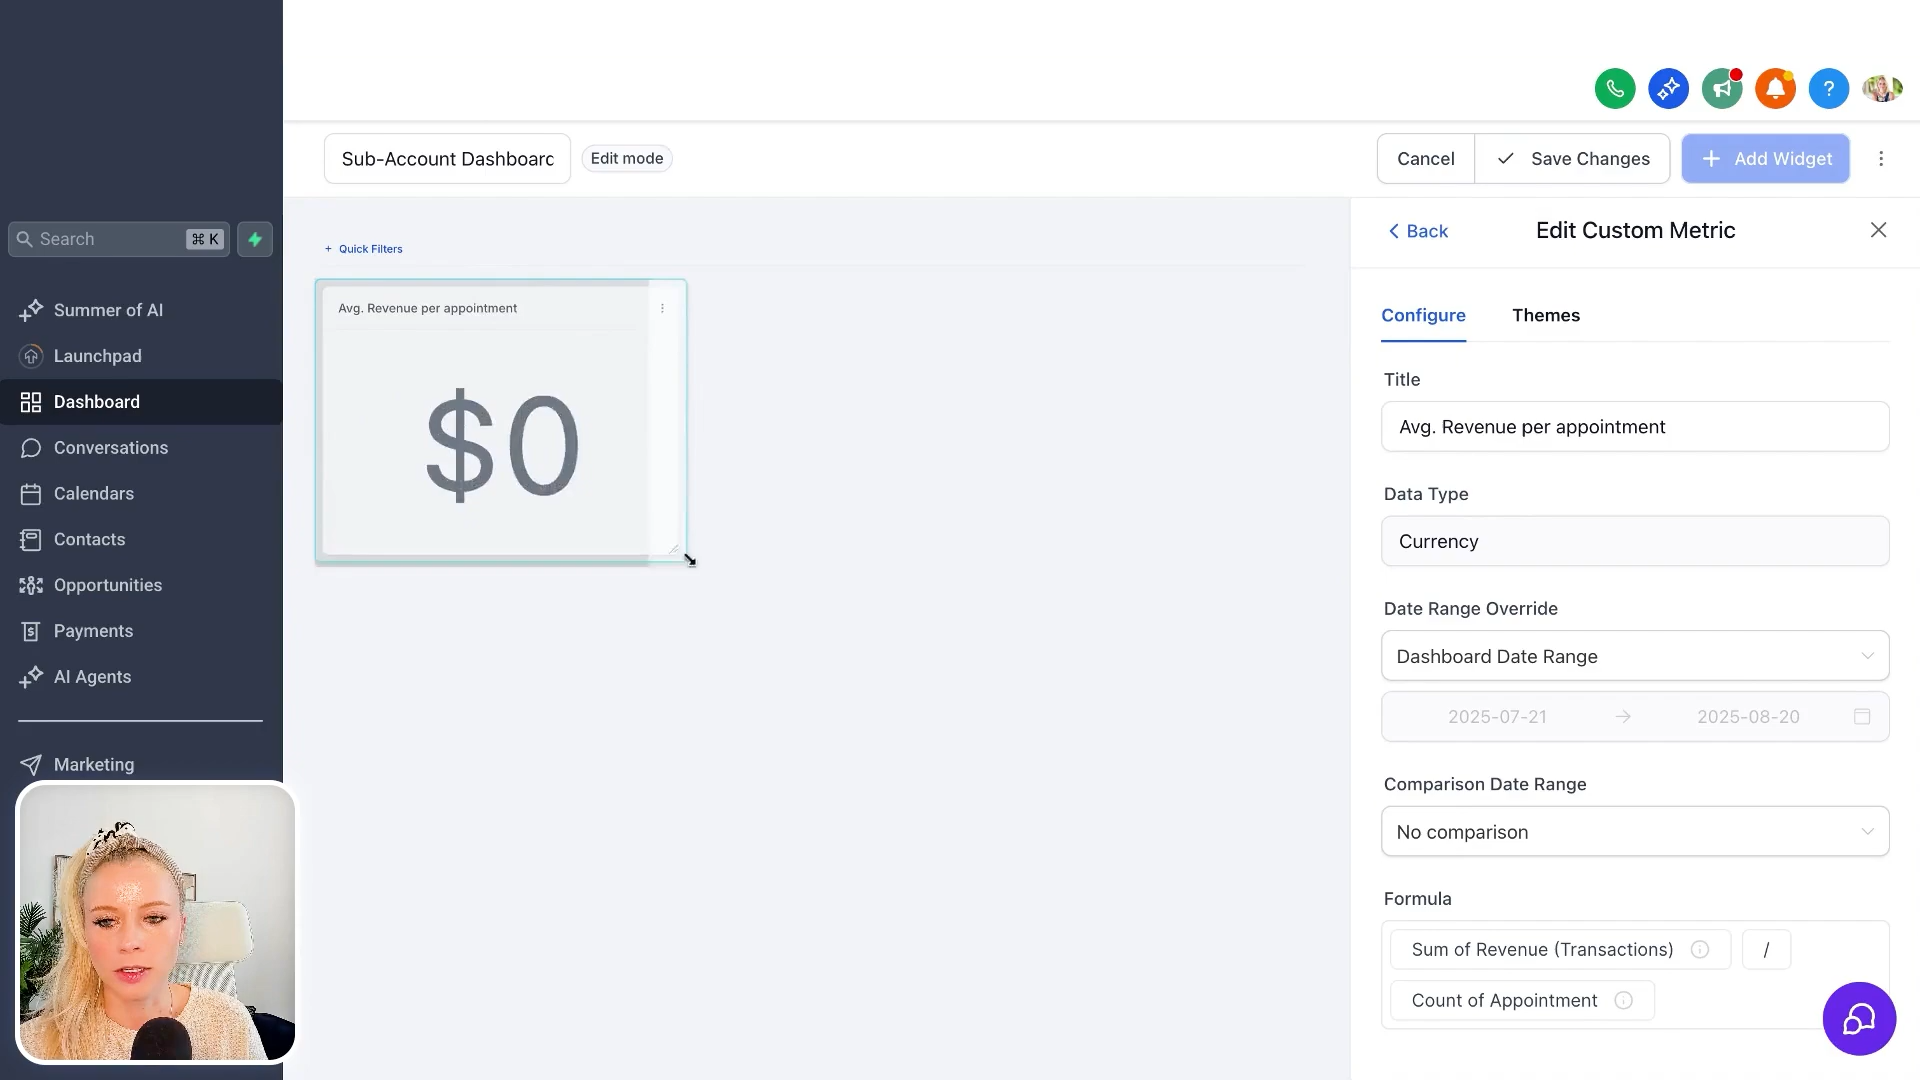 Sub-Account Dashboard
Edit mode
Cancel
Save Changes
+ Add Widget
Search
⌘ K
Summer of AI
Launchpad
Dashboard
Conversations
Calendars
Contacts
Opportunities
Payments
AI Agents
Marketing
+ Quick Filters
Avg. Revenue per appointment
$0
Back
Edit Custom Metric
Configure
Themes
Title
Avg. Revenue per appointment
Data Type
Currency
Date Range Override
Dashboard Date Range
2025-07-21 → 2025-08-20
Comparison Date Range
No comparison
Formula
Sum of Revenue (Transactions) /
Count of Appointment